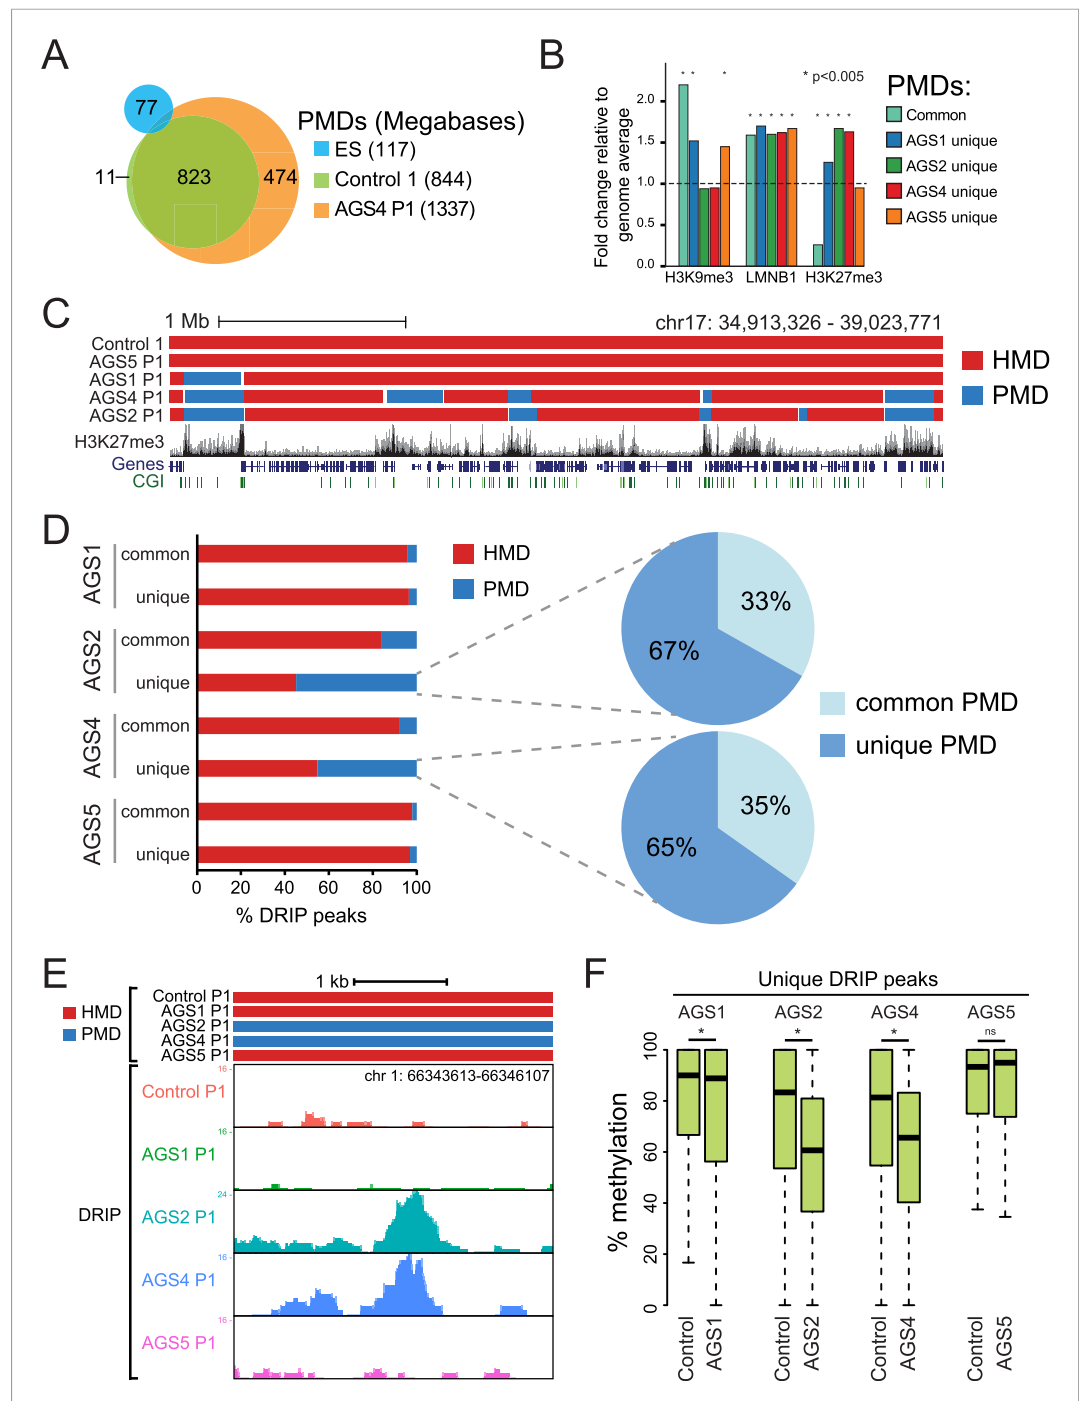 A
77
11
823
474
PMDs (Megabases)
ES (117)
Control 1 (844)
AGS4 P1 (1337)
B
Fold change relative to
genome average
2.0
1.5
1.0
0.5
0.0
* * *
* * * * *
* * * *
* p<0.005
H3K9me3 LMNB1 H3K27me3
PMDs:
Common
AGS1 unique
AGS2 unique
AGS4 unique
AGS5 unique
C
1 Mb
chr17: 34,913,326 - 39,023,771
Control 1
AGS5 P1
AGS1 P1
AGS4 P1
AGS2 P1
H3K27me3
Genes
CGI
HMD
PMD
D
AGS1
common
unique
AGS2
common
unique
AGS4
common
unique
AGS5
common
unique
0 20 40 60 80 100
% DRIP peaks
HMD
PMD
33%
67%
35%
65%
common PMD
unique PMD
E
1 kb
HMD
PMD
Control P1
AGS1 P1
AGS2 P1
AGS4 P1
AGS5 P1
chr 1: 66343613-66346107
DRIP
16
Control P1
16
AGS1 P1
24
AGS2 P1
16
AGS4 P1
16
AGS5 P1
F
Unique DRIP peaks
AGS1 AGS2 AGS4 AGS5
* * * ns
% methylation
100
80
60
40
20
0
Control
AGS1
Control
AGS2
Control
AGS4
Control
AGS5